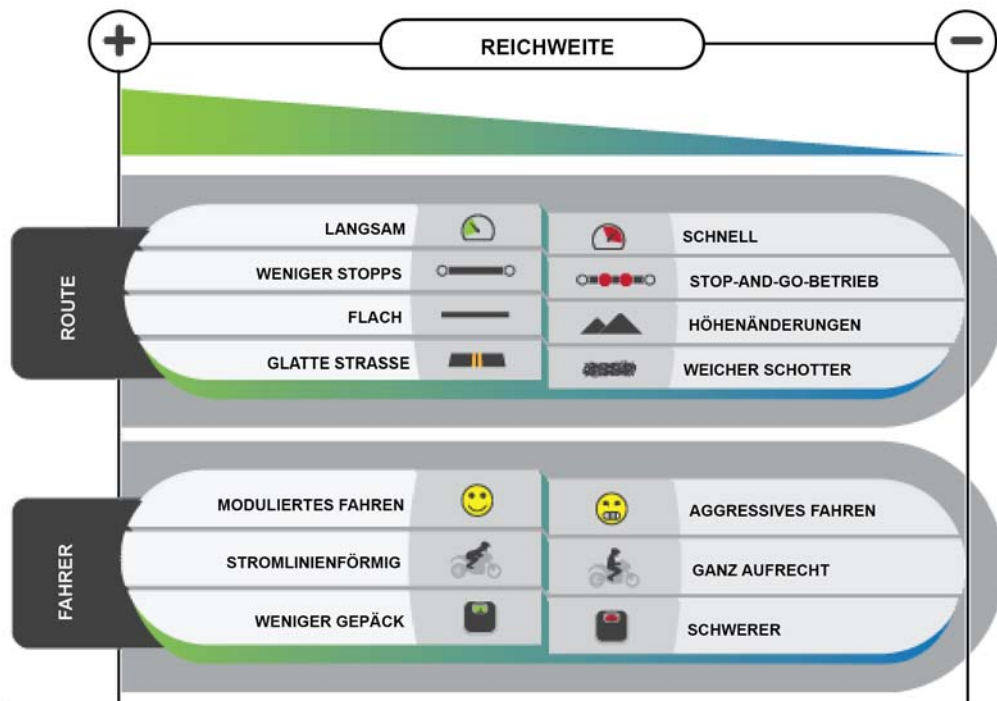 REICHWEITE
ROUTE
LANGSAM
SCHNELL
WENIGER STOPPS
STOP-AND-GO-BETRIEB
FLACH
HÖHENÄNDERUNGEN
GLATTE STRASSE
WEICHER SCHOTTER
FAHRER
MODULIERTES FAHREN
AGGRESSIVES FAHREN
STROMLINIENFÖRMIG
GANZ AUFRECHT
WENIGER GEPÄCK
SCHWERER